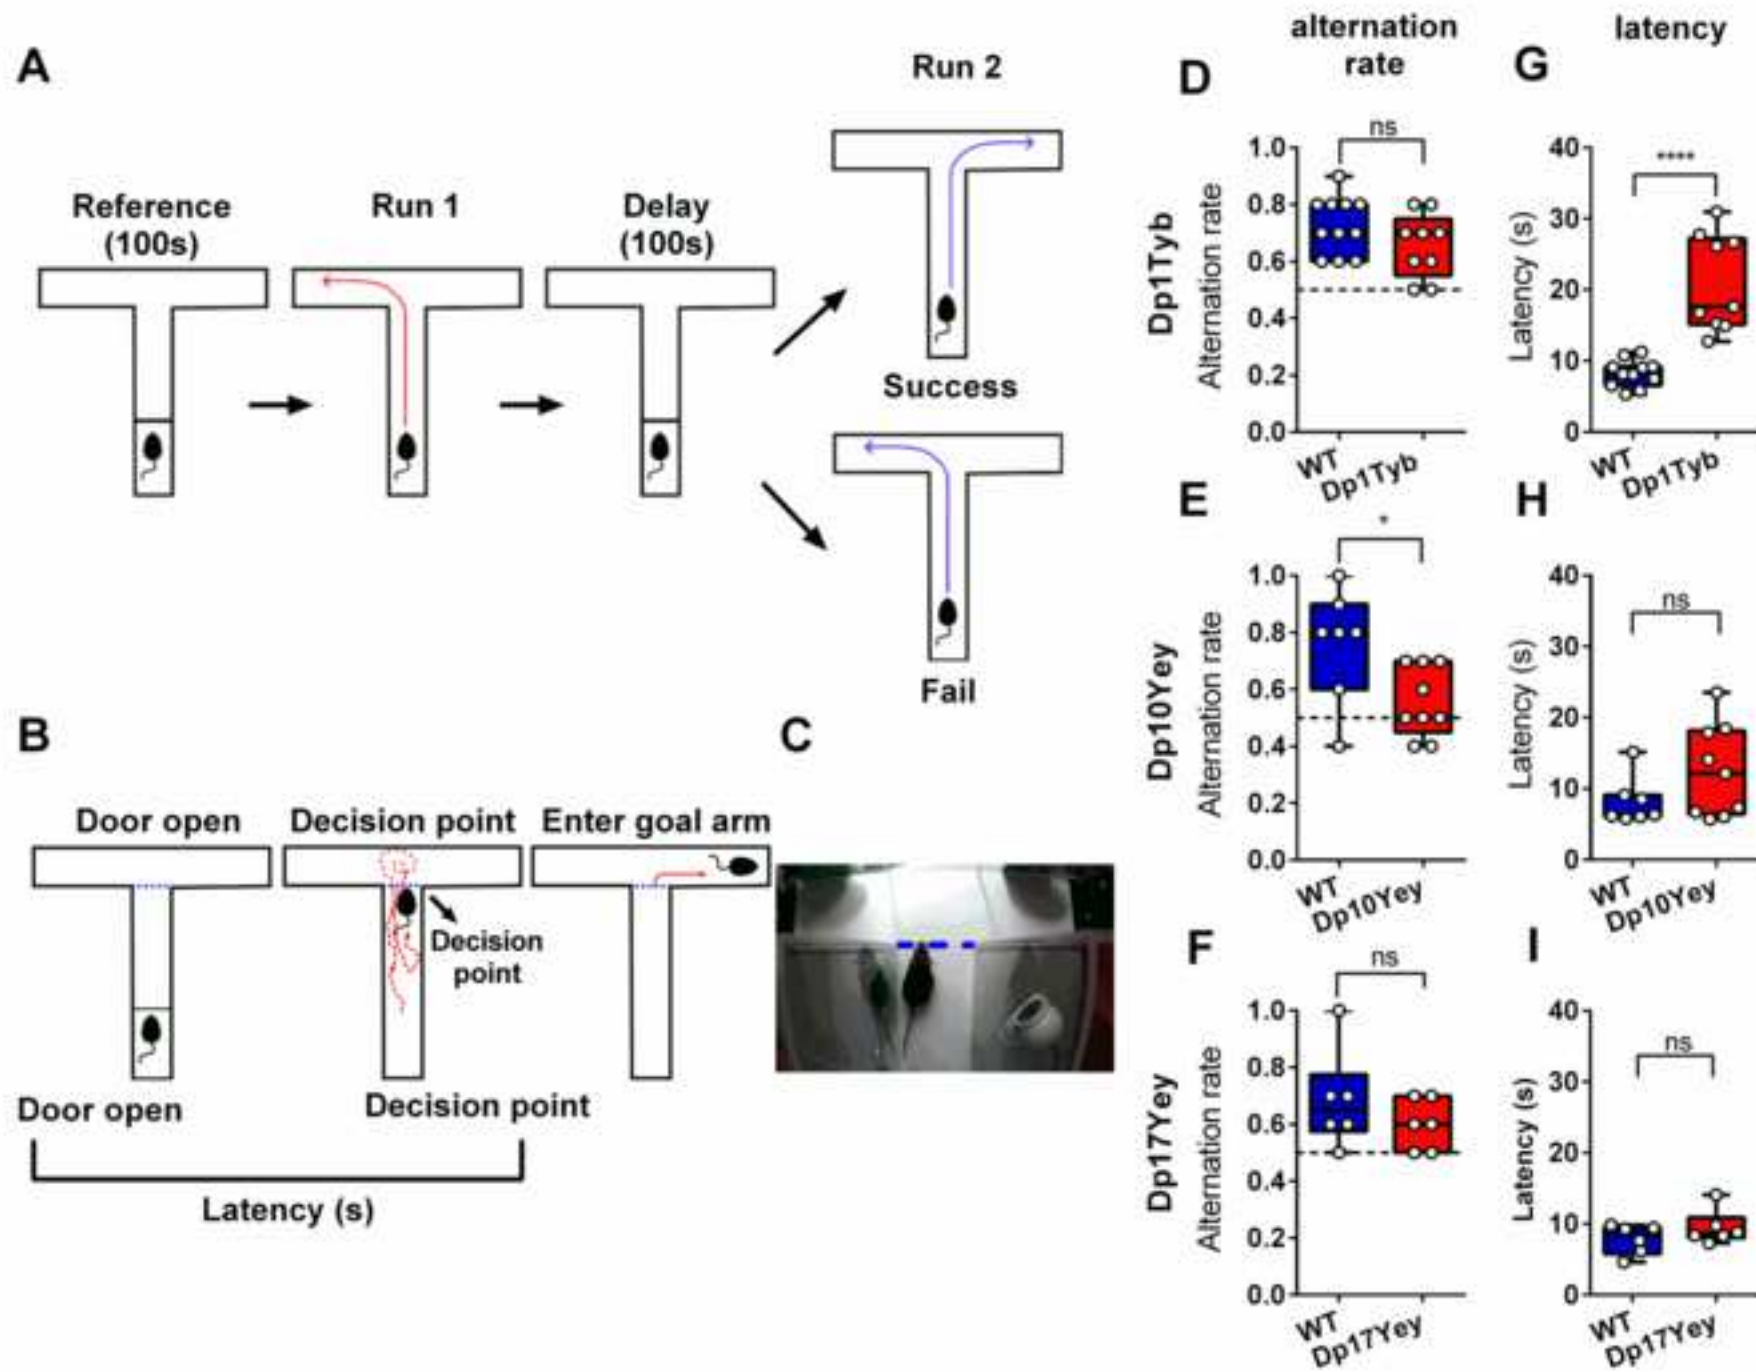 A
Reference
(100s)
Run 1
Delay
(100s)
Run 2
Success
Fail
B
Door open
Decision point
Enter goal arm
Decision
point
Door open
Decision point
Latency (s)
C
alternation
rate
latency
D
Dp1Tyb
Alternation rate
1.0
0.8
0.6
0.4
0.2
0.0
ns
WT
Dp1Tyb
G
Latency (s)
40
30
20
10
0
****
WT
Dp1Tyb
E
Dp10Yey
Alternation rate
1.0
0.8
0.6
0.4
0.2
0.0
*
WT
Dp10Yey
H
Latency (s)
40
30
20
10
0
ns
WT
Dp10Yey
F
Dp17Yey
Alternation rate
1.0
0.8
0.6
0.4
0.2
0.0
ns
WT
Dp17Yey
I
Latency (s)
40
30
20
10
0
ns
WT
Dp17Yey